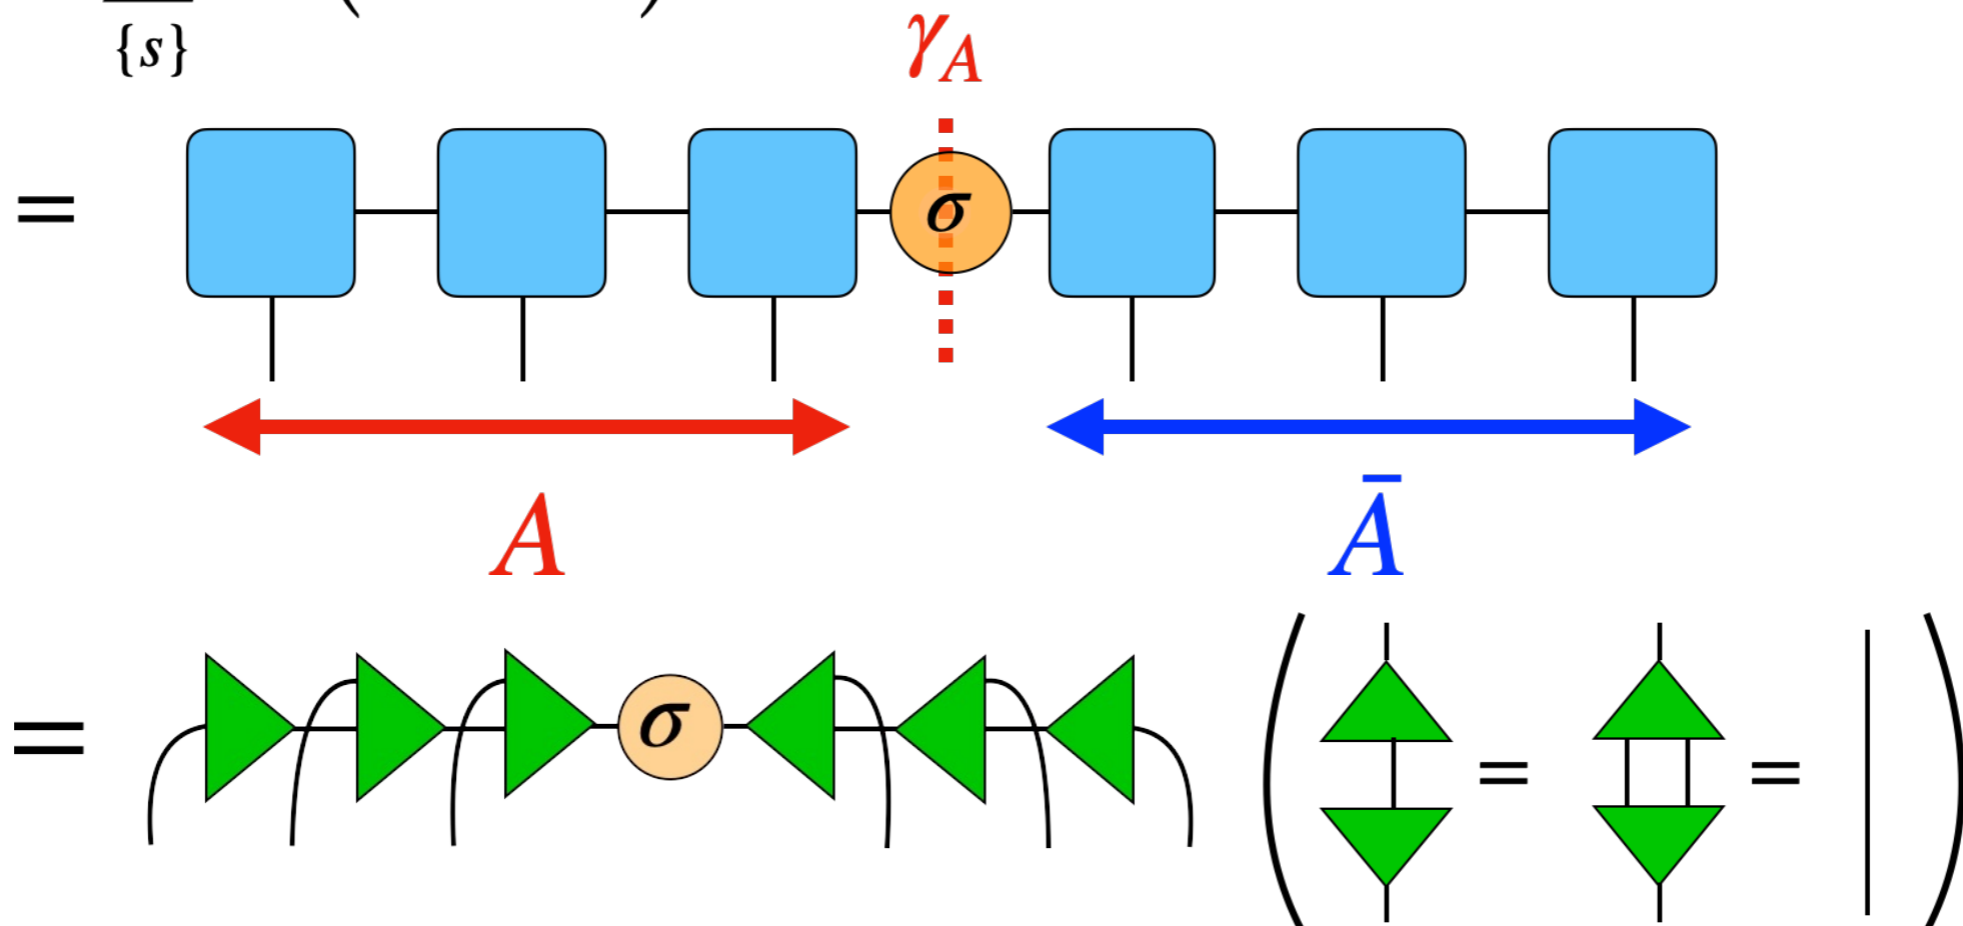 {s}
γ_A
= σ
A Ā
= σ ( = = | )